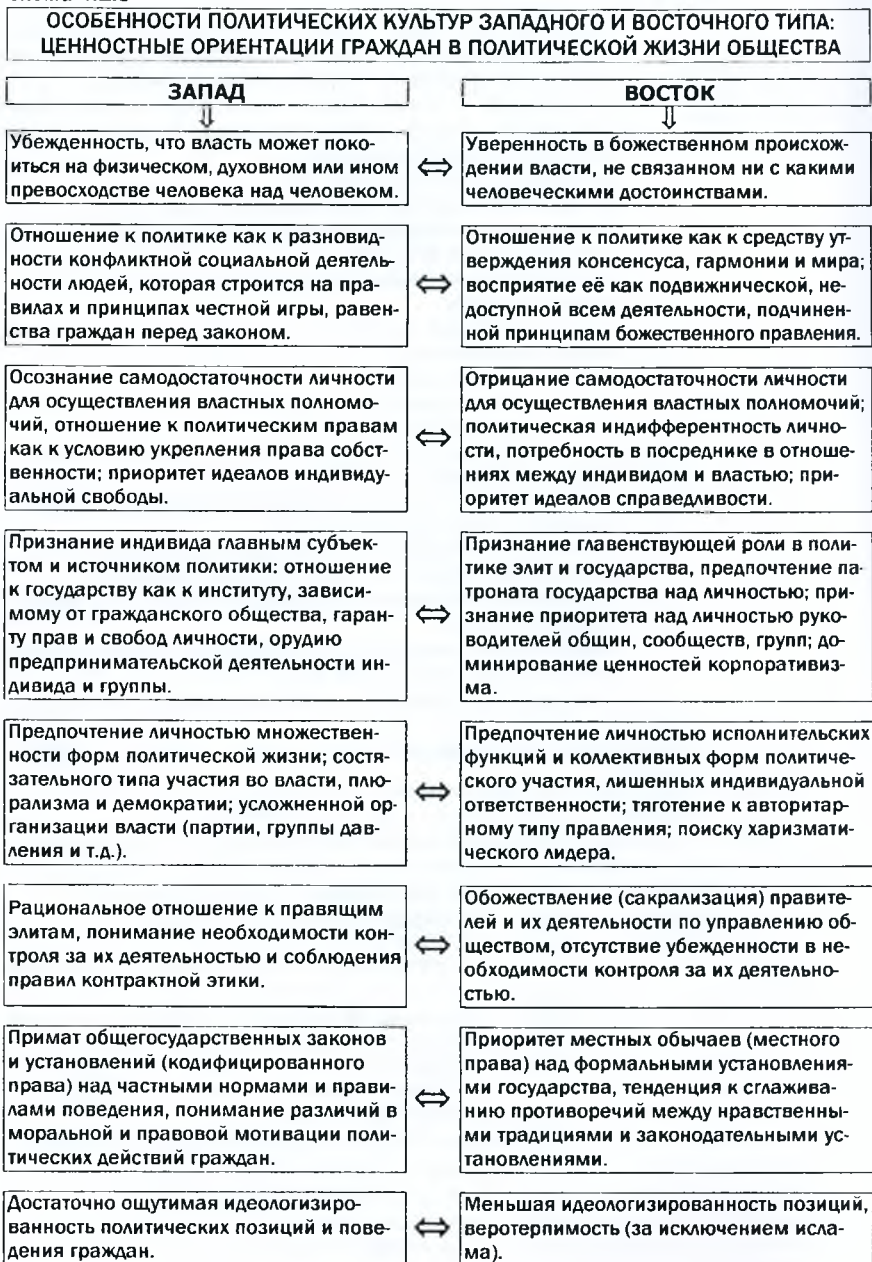 ОСОБЕННОСТИ ПОЛИТИЧЕСКИХ КУЛЬТУР ЗАПАДНОГО И ВОСТОЧНОГО ТИПА:
ЦЕННОСТНЫЕ ОРИЕНТАЦИИ ГРАЖДАН В ПОЛИТИЧЕСКОЙ ЖИЗНИ ОБЩЕСТВА
ЗАПАД
ВОСТОК
Убежденность, что власть может поко-
иться на физическом, духовном или ином
превосходстве человека над человеком.
Уверенность в божественном происхож-
дении власти, не связанном ни с какими
человеческими достоинствами.
Отношение к политике как к разновид-
ности конфликтной социальной деятель-
ности людей, которая строится на пра-
вилах и принципах честной игры, равен-
ства граждан перед законом.
Отношение к политике как к средству ут-
верждения консенсуса, гармонии и мира;
восприятие её как подвижнической, не-
доступной всем деятельности, подчинен-
ной принципам божественного правления.
Осознание самодостаточности личности
для осуществления властных полномо-
чий, отношение к политическим правам
как к условию укрепления права собст-
венности; приоритет идеалов индивиду-
альной свободы.
Отрицание самодостаточности личности
для осуществления властных полномочий;
политическая индифферентность лично-
сти, потребность в посреднике в отноше-
ниях между индивидом и властью; при-
оритет идеалов справедливости.
Признание индивида главным субъек-
том и источником политики: отношение
к государству как к институту, зависи-
мому от гражданского общества, гаран-
ту прав и свобод личности, орудию
предпринимательской деятельности ин-
дивида и группы.
Признание главенствующей роли в поли-
тике элит и государства, предпочтение па-
троната государства над личностью; при-
знание приоритета над личностью руко-
водителей общин, сообществ, групп; до-
минирование ценностей корпоративиз-
ма.
Предпочтение личностью множествен-
ности форм политической жизни; состя-
зательного типа участия во власти, плю-
рализма и демократии; усложненной ор-
ганизации власти (партии, группы дав-
ления и т.д.).
Предпочтение личностью исполнительских
функций и коллективных форм политиче-
ского участия, лишенных индивидуальной
ответственности; тяготение к авторитар-
ному типу правления; поиску харизмати-
ческого лидера.
Рациональное отношение к правящим
элитам, понимание необходимости кон-
троля за их деятельностью и соблюдения
правил контрактной этики.
Обожествление (сакрализация) правите-
лей и их деятельности по управлению об-
ществом, отсутствие убежденности в не-
обходимости контроля за их деятельно-
стью.
Примат общегосударственных законов
и установлений (кодифицированного
права) над частными нормами и прави-
лами поведения, понимание различий в
моральной и правовой мотивации поли-
тических действий граждан.
Приоритет местных обычаев (местного
права) над формальными установления-
ми государства, тенденция к сглажива-
нию противоречий между нравственны-
ми традициями и законодательными ус-
тановлениями.
Достаточно ощутимая идеологизиро-
ванность политических позиций и пове-
дения граждан.
Меньшая идеологизированность позиций,
веротерпимость (за исключением исла-
ма).